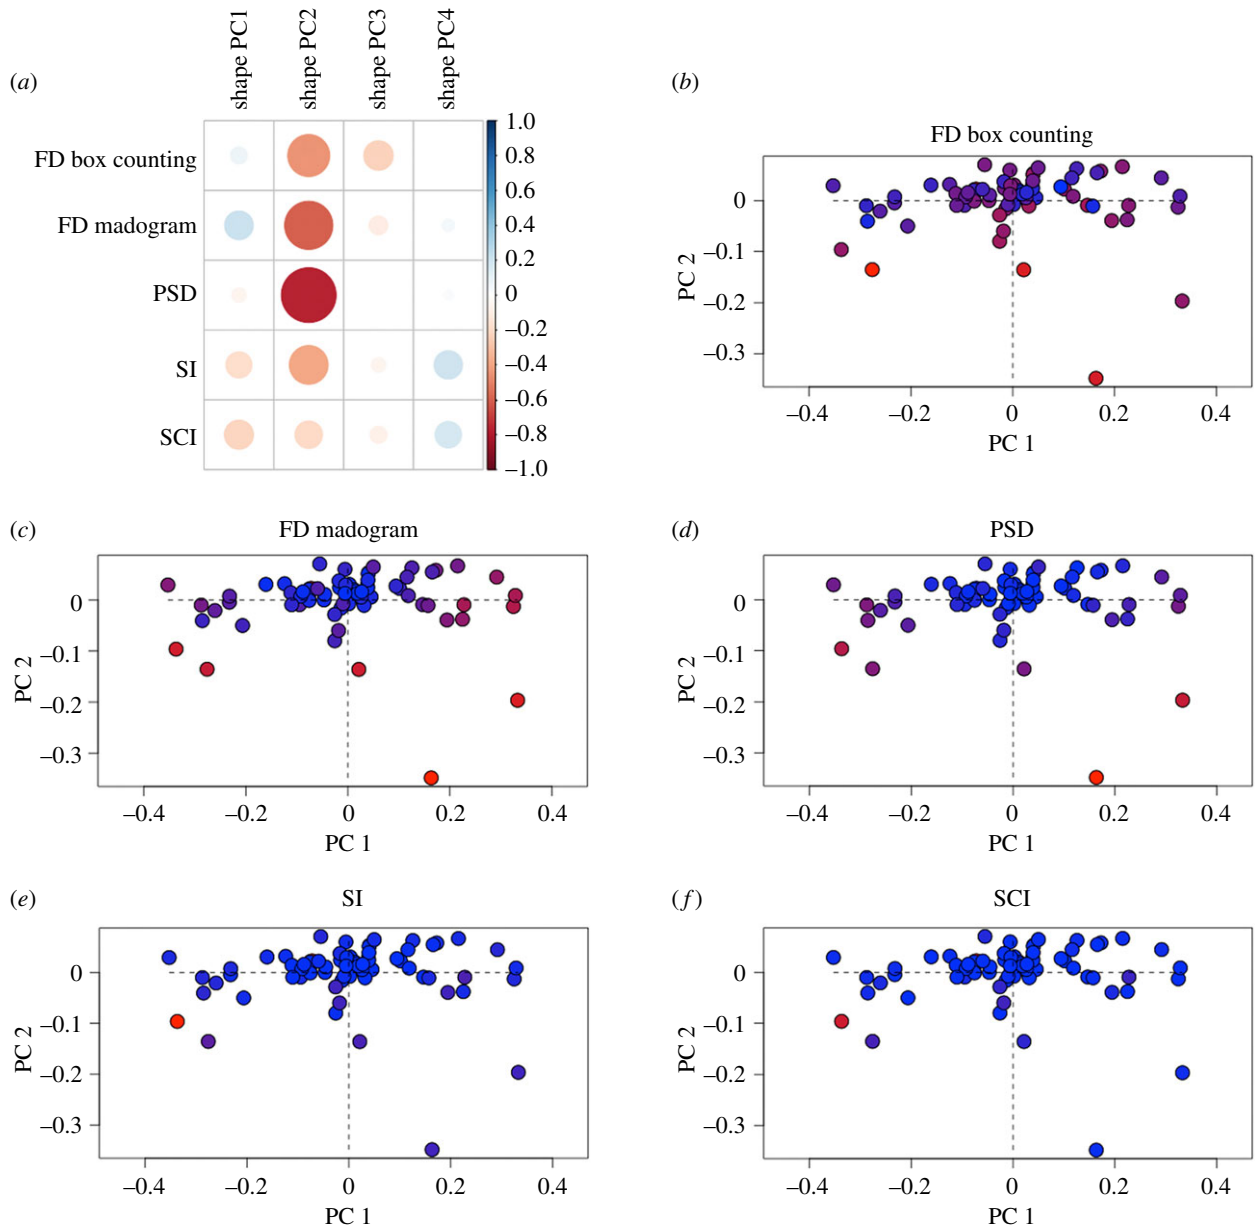 (a)
shape PC1
shape PC2
shape PC3
shape PC4
FD box counting
FD madogram
PSD
SI
SCI
1.0
0.8
0.6
0.4
0.2
0
–0.2
–0.4
–0.6
–0.8
–1.0
(b)
FD box counting
PC 2
0
–0.1
–0.2
–0.3
–0.4
–0.2
0
0.2
0.4
PC 1
(c)
FD madogram
PC 2
0
–0.1
–0.2
–0.3
–0.4
–0.2
0
0.2
0.4
PC 1
(d)
PSD
PC 2
0
–0.1
–0.2
–0.3
–0.4
–0.2
0
0.2
0.4
PC 1
(e)
SI
PC 2
0
–0.1
–0.2
–0.3
–0.4
–0.2
0
0.2
0.4
PC 1
(f)
SCI
PC 2
0
–0.1
–0.2
–0.3
–0.4
–0.2
0
0.2
0.4
PC 1